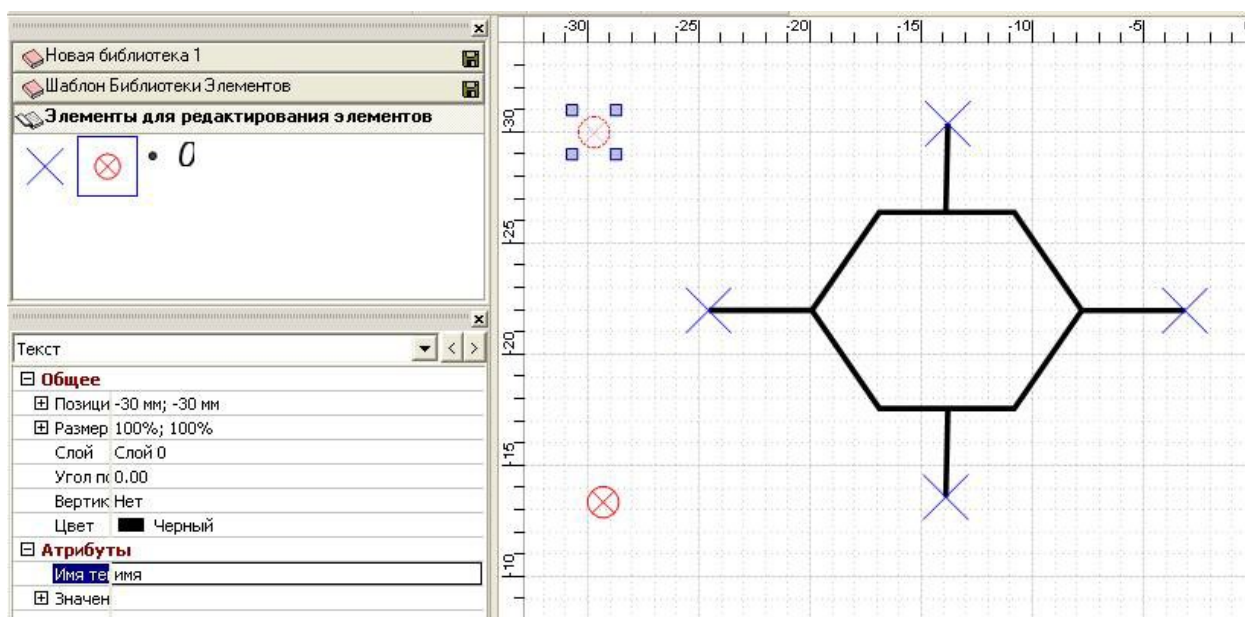 Новая библиотека 1
Шаблон Библиотеки Элементов
Элементы для редактирования элементов
0
Текст
Общее
Позици -30 мм; -30 мм
Размер 100%; 100%
Слой Слой 0
Угол по 0.00
Вертик Нет
Цвет Черный
Атрибуты
Имя те имя
Значен
-30 -25 -20 -15 -10 -5
-30
-25
-20
-15
-10